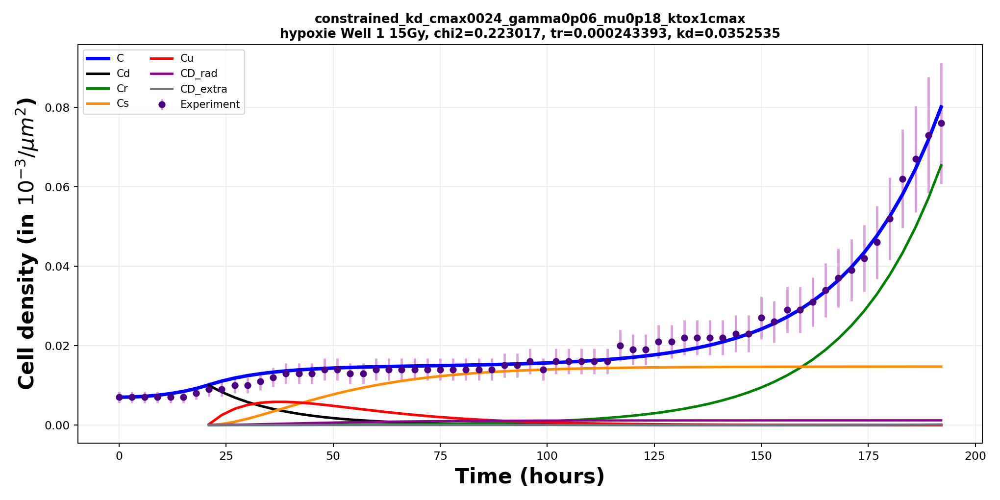 constrained_kd_cmax0024_gamma0p06_mu0p18_ktox1cmax
hypoxie Well 1 15Gy, chi2=0.223017, tr=0.000243393, kd=0.0352535
C
Cd
Cr
Cs
Cu
CD_rad
CD_extra
Experiment
Cell density (in 10⁻³/μm²)
0.08
0.06
0.04
0.02
0.00
0
25
50
75
100
125
150
175
200
Time (hours)